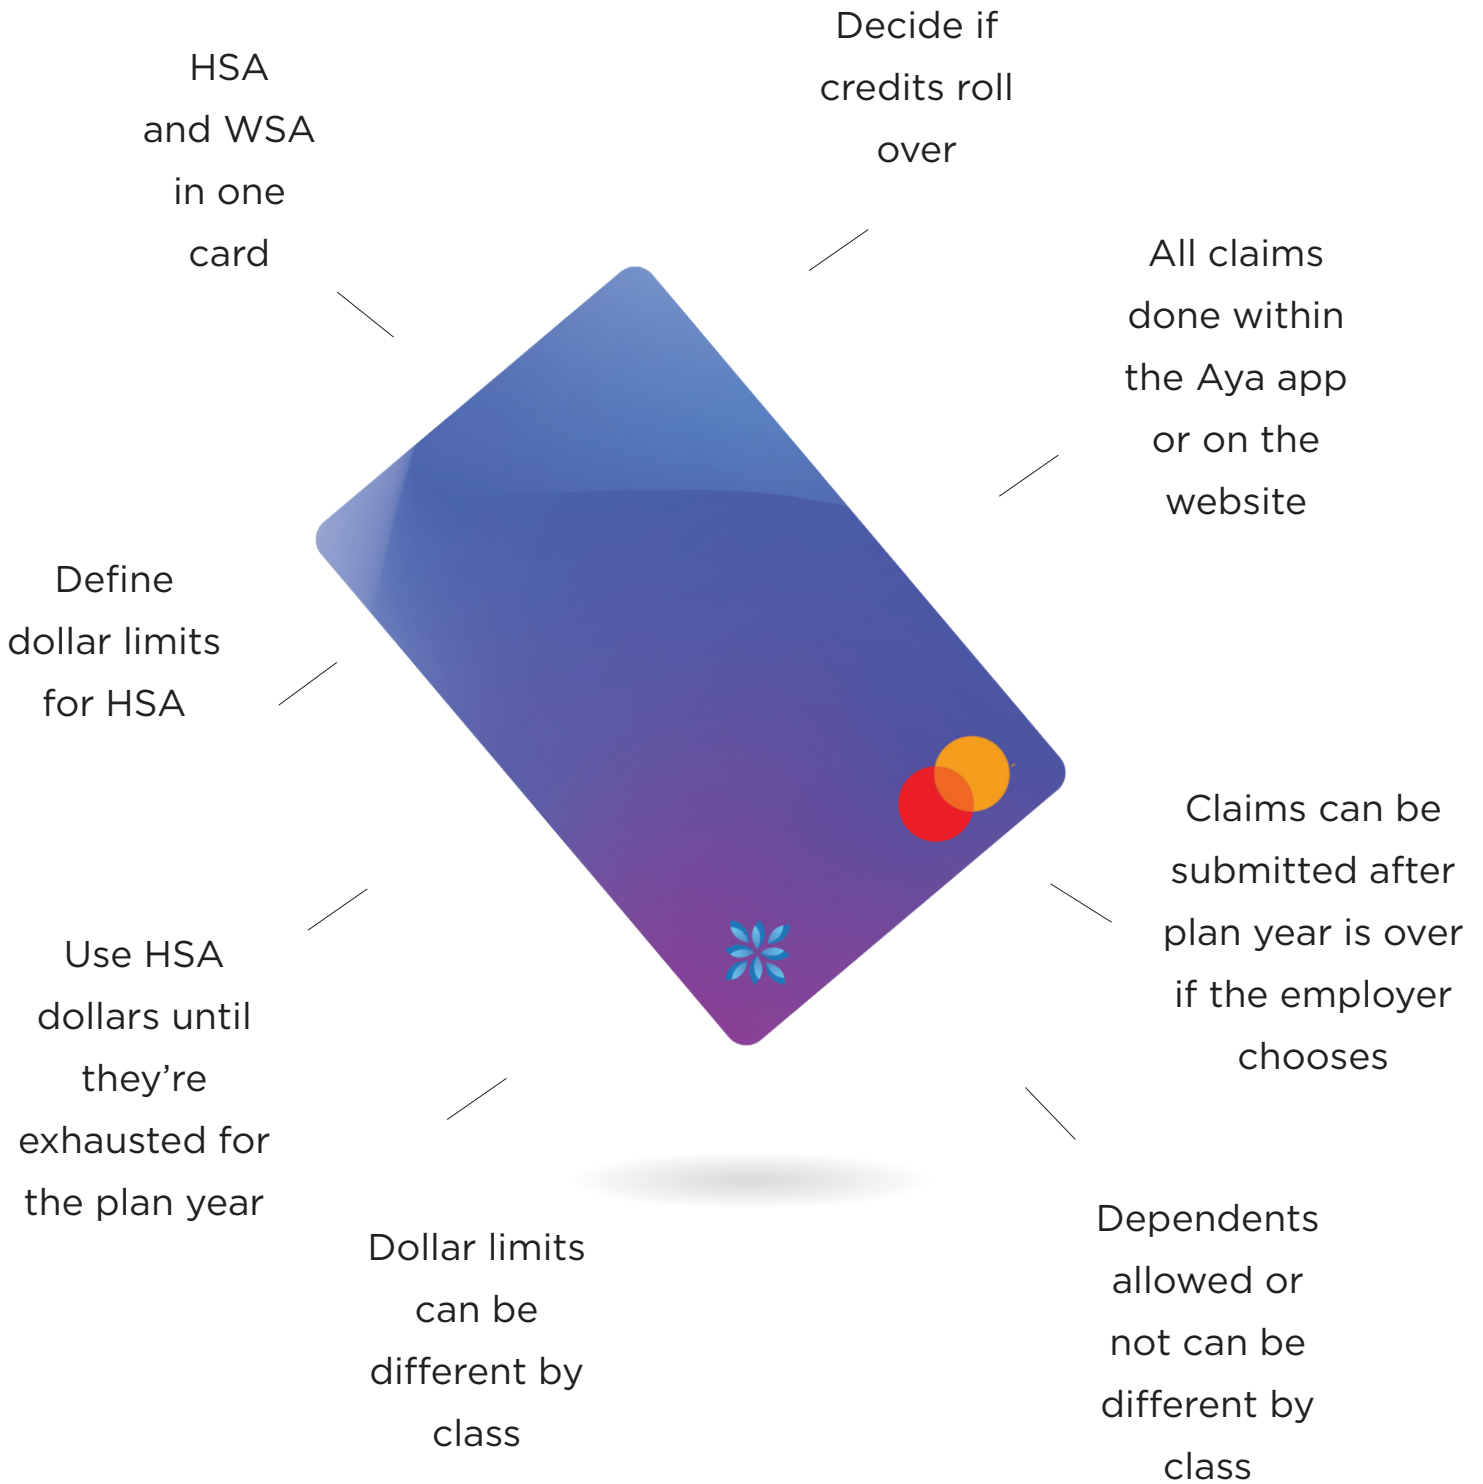 HSA
and WSA
in one
card
Decide if
credits roll
over
All claims
done within
the Aya app
or on the
website
Define
dollar limits
for HSA
Claims can be
submitted after
plan year is over
if the employer
chooses
Use HSA
dollars until
they’re
exhausted for
the plan year
Dollar limits
can be
different by
class
Dependents
allowed or
not can be
different by
class